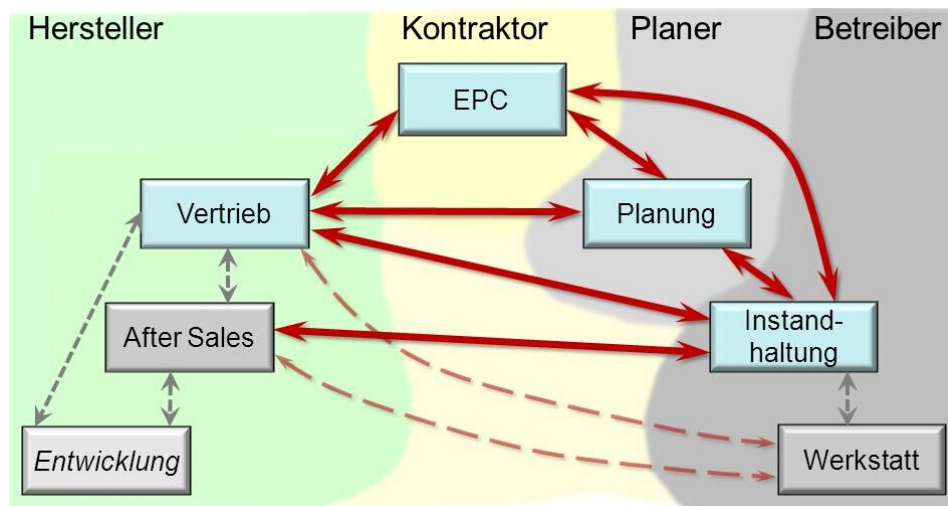 Hersteller
Kontraktor
Planer
Betreiber
EPC
Vertrieb
Planung
After Sales
Instand-
haltung
Entwicklung
Werkstatt